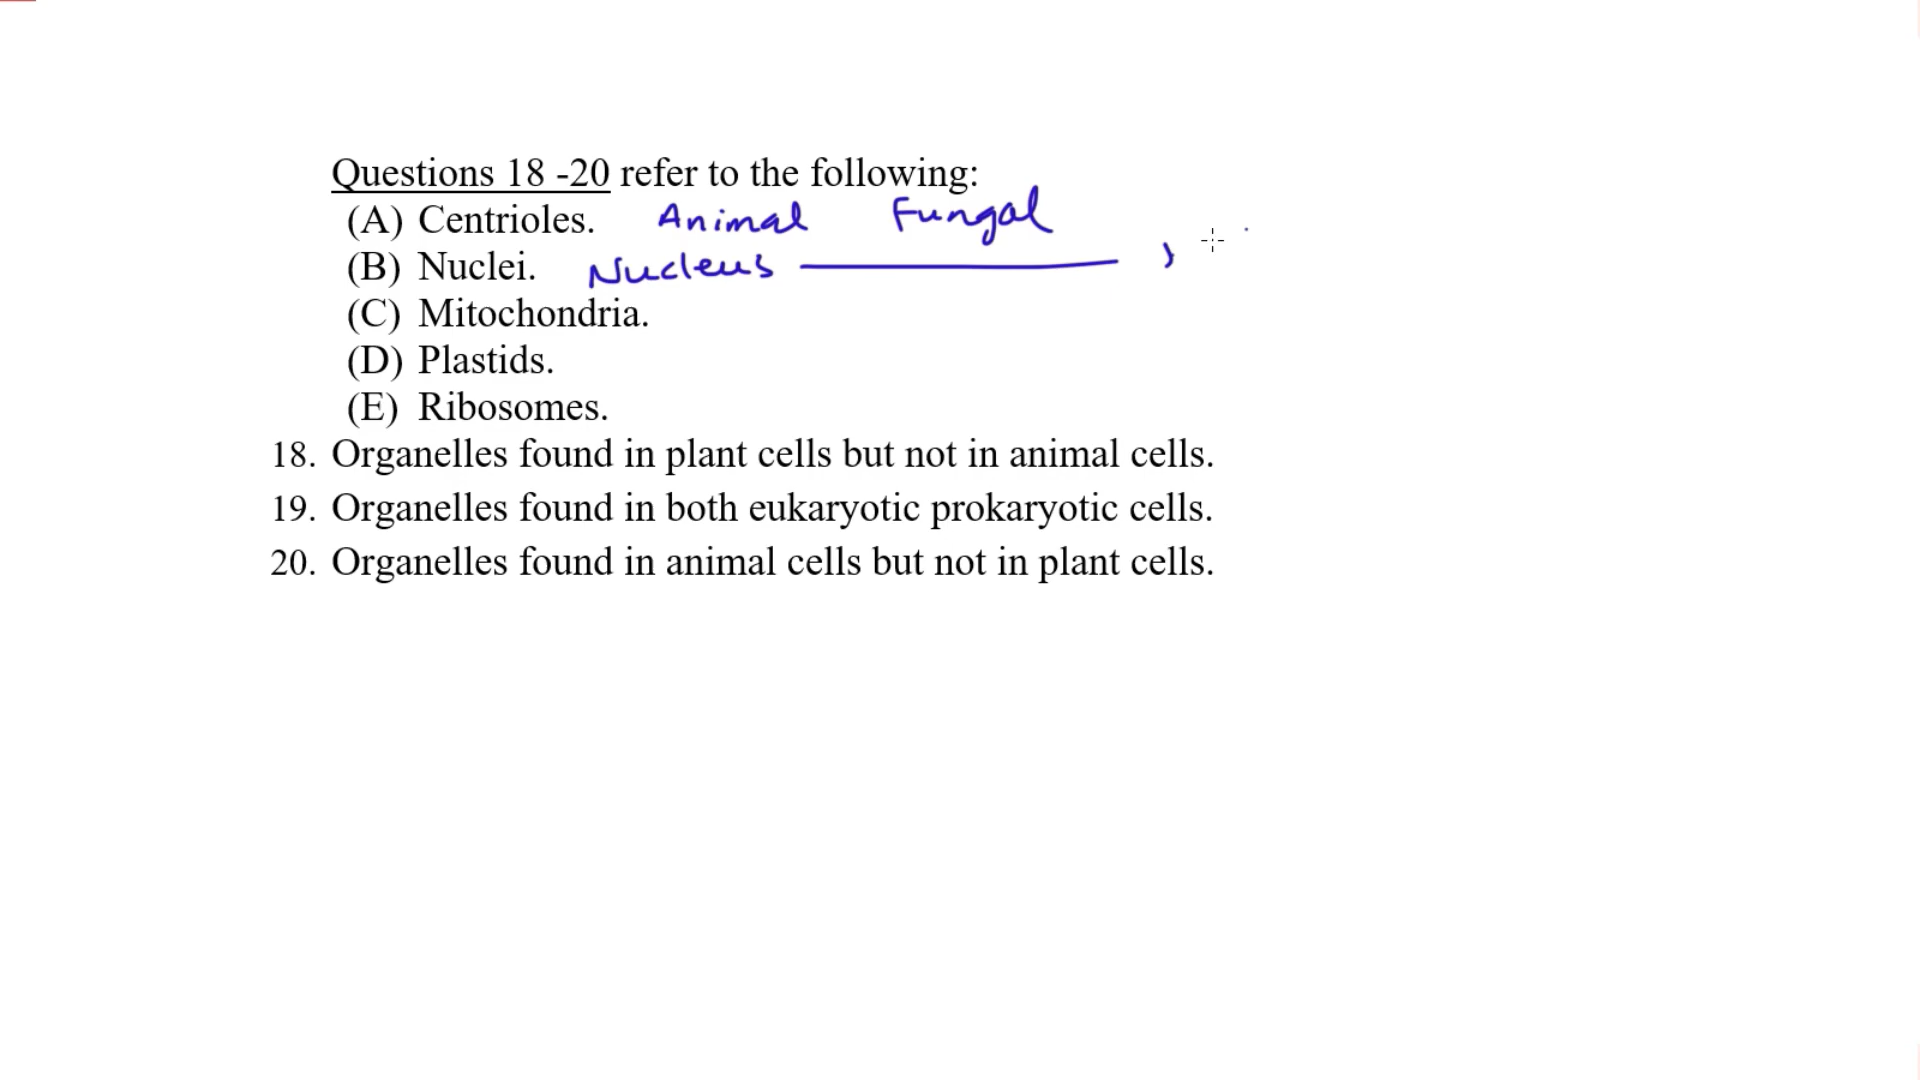 Questions 18 -20 refer to the following:
(A) Centrioles. Animal Fungal
(B) Nuclei. Nucleus ,
(C) Mitochondria.
(D) Plastids.
(E) Ribosomes.
18. Organelles found in plant cells but not in animal cells.
19. Organelles found in both eukaryotic prokaryotic cells.
20. Organelles found in animal cells but not in plant cells.